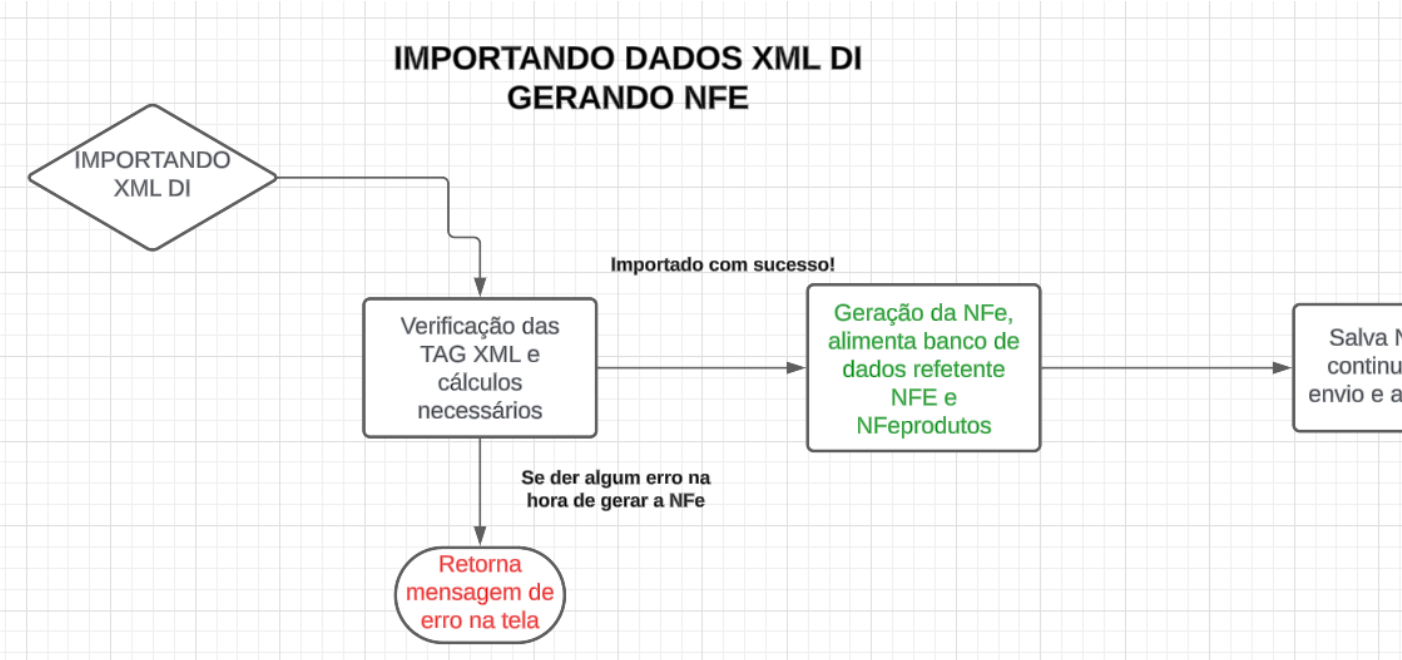 IMPORTANDO DADOS XML DI
GERANDO NFE
IMPORTANDO
XML DI
Importado com sucesso!
Verificação das
TAG XML e
cálculos
necessários
Geração da NFe,
alimenta banco de
dados refetente
NFE e
NFeprodutos
Salva
envio e
Se der algum erro na
hora de gerar a NFe
Retorna
mensagem de
erro na tela